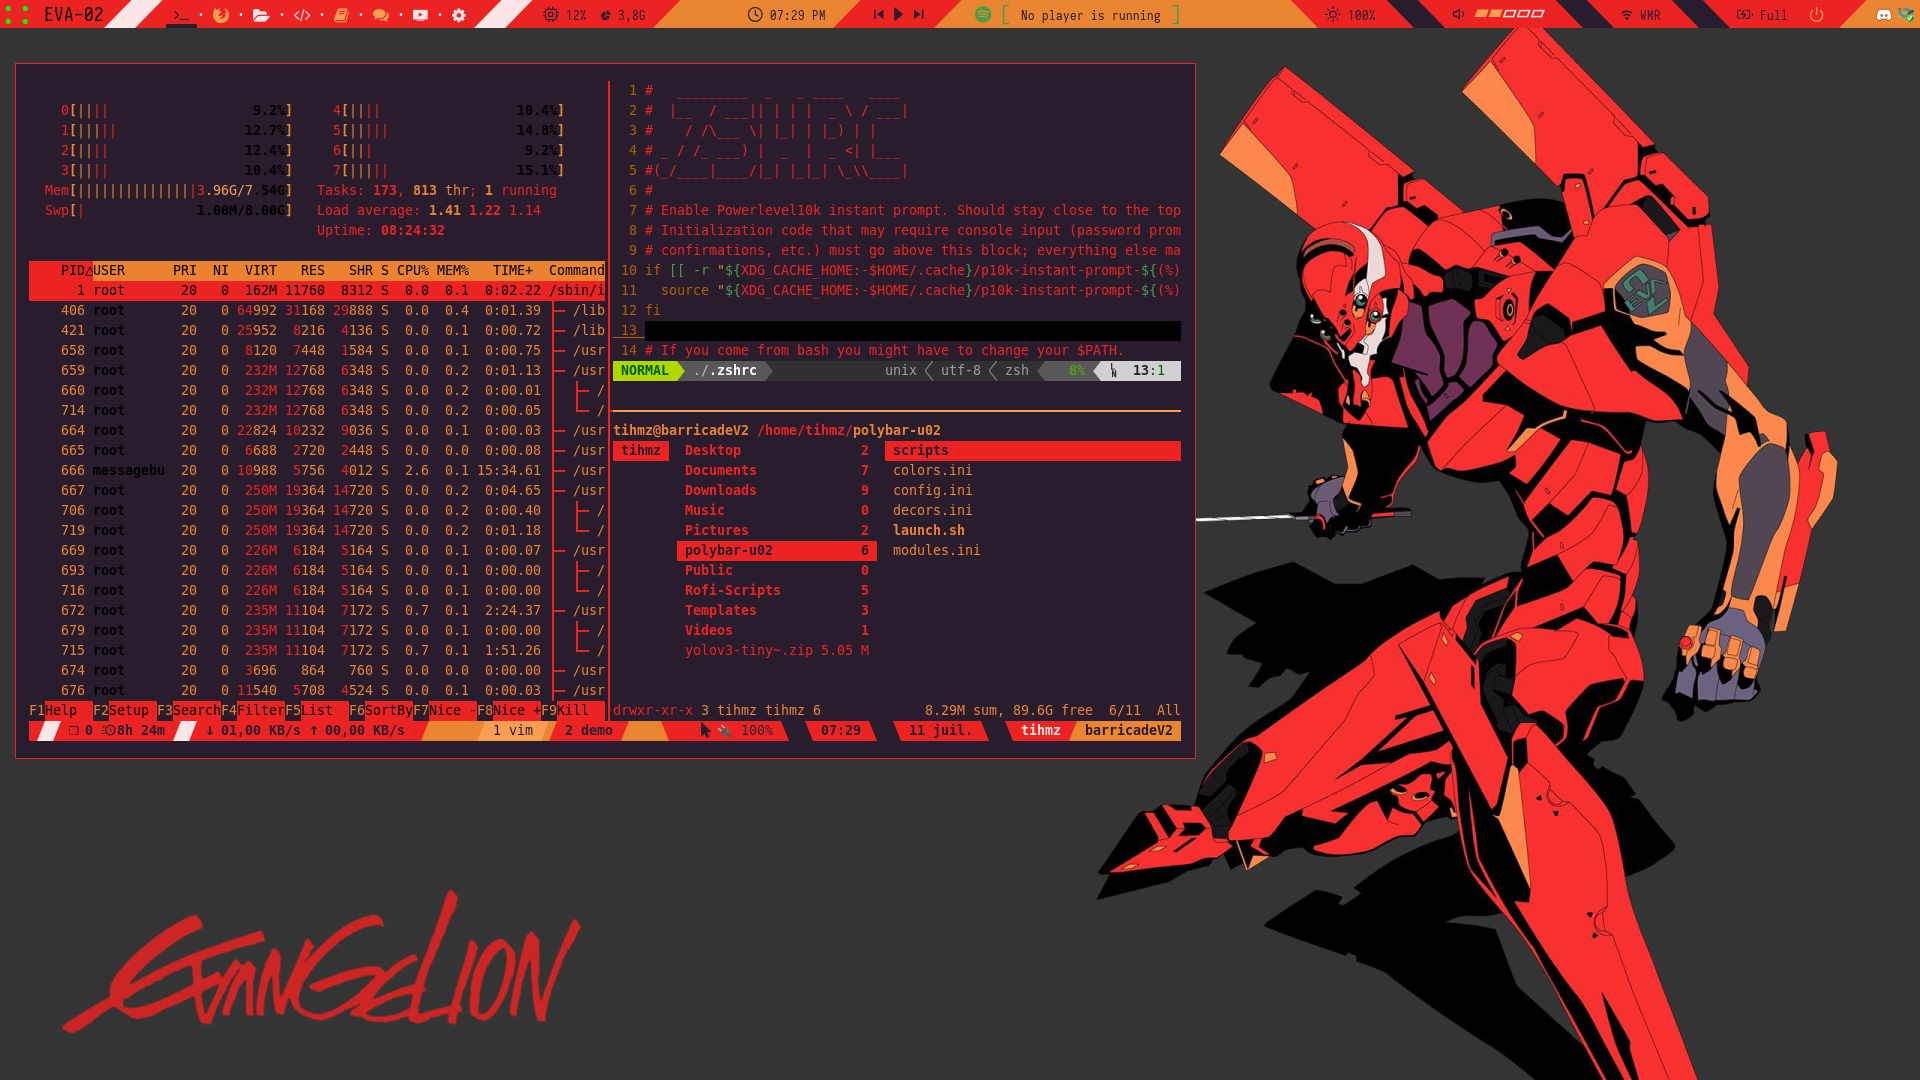 EVA-02 12% 3,8G 07:29 PM No player is running 100% WMR Full
0[|||| 9.2%] 4[|||| 10.4%]
1[||||| 12.7%] 5[||||| 14.8%]
2[|||| 12.4%] 6[||| 9.2%]
3[|||| 10.4%] 7[||||| 15.1%]
Mem[|||||||||||||||3.96G/7.54G] Tasks: 173, 813 thr; 1 running
Swp[| 1.00M/8.00G] Load average: 1.41 1.22 1.14
Uptime: 08:24:32
PID△USER PRI NI VIRT RES SHR S CPU% MEM% TIME+ Command
1 root 20 0 162M 11760 8312 S 0.0 0.1 0:02.22 /sbin/i
406 root 20 0 64992 31168 29888 S 0.0 0.4 0:01.39 ├─ /lib
421 root 20 0 25952 8216 4136 S 0.0 0.1 0:00.72 ├─ /lib
658 root 20 0 8120 7448 1584 S 0.0 0.1 0:00.75 ├─ /usr
659 root 20 0 232M 12768 6348 S 0.0 0.2 0:01.13 ├─ /usr
660 root 20 0 232M 12768 6348 S 0.0 0.2 0:00.01 │ ├─ /
714 root 20 0 232M 12768 6348 S 0.0 0.2 0:00.05 │ └─ /
664 root 20 0 22824 10232 9036 S 0.0 0.1 0:00.03 ├─ /usr
665 root 20 0 6688 2720 2448 S 0.0 0.0 0:00.08 ├─ /usr
666 messagebu 20 0 10988 5756 4012 S 2.6 0.1 15:34.61 ├─ /usr
667 root 20 0 250M 19364 14720 S 0.0 0.2 0:04.65 ├─ /usr
706 root 20 0 250M 19364 14720 S 0.0 0.2 0:00.40 │ ├─ /
719 root 20 0 250M 19364 14720 S 0.0 0.2 0:01.18 │ └─ /
669 root 20 0 226M 6184 5164 S 0.0 0.1 0:00.07 ├─ /usr
693 root 20 0 226M 6184 5164 S 0.0 0.1 0:00.00 │ ├─ /
716 root 20 0 226M 6184 5164 S 0.0 0.1 0:00.00 │ └─ /
672 root 20 0 235M 11104 7172 S 0.7 0.1 2:24.37 ├─ /usr
679 root 20 0 235M 11104 7172 S 0.0 0.1 0:00.00 │ ├─ /
715 root 20 0 235M 11104 7172 S 0.7 0.1 1:51.26 │ └─ /
674 root 20 0 3696 864 760 S 0.0 0.0 0:00.00 ├─ /usr
676 root 20 0 11540 5708 4524 S 0.0 0.1 0:00.03 ├─ /usr
F1Help F2Setup F3SearchF4FilterF5List F6SortByF7Nice -F8Nice +F9Kill
1 #   _________  _   _ ____   ____
2 #  |__  / ___|| | | |  _ \ / ___|
3 #    / /\___ \| |_| | |_) | |
4 # _ / /_ ___) |  _  |  _ <| |___
5 #(_/____|____/|_| |_|_| \_\\____|
6 #
7 # Enable Powerlevel10k instant prompt. Should stay close to the top
8 # Initialization code that may require console input (password prom
9 # confirmations, etc.) must go above this block; everything else ma
10 if [[ -r "${XDG_CACHE_HOME:-$HOME/.cache}/p10k-instant-prompt-${(%)
11   source "${XDG_CACHE_HOME:-$HOME/.cache}/p10k-instant-prompt-${(%)
12 fi
13
14 # If you come from bash you might have to change your $PATH.
NORMAL ./.zshrc unix utf-8 zsh 8% 13:1
tihmz@barricadeV2 /home/tihmz/polybar-u02
tihmz Desktop 2 scripts
Documents 7 colors.ini
Downloads 9 config.ini
Music 0 decors.ini
Pictures 2 launch.sh
polybar-u02 6 modules.ini
Public 0
Rofi-Scripts 5
Templates 3
Videos 1
yolov3-tiny~.zip 5.05 M
drwxr-xr-x 3 tihmz tihmz 6 8.29M sum, 89.6G free 6/11 All
0 8h 24m ↓ 01,00 KB/s ↑ 00,00 KB/s 1 vim 2 demo 100% 07:29 11 juil. tihmz barricadeV2
EVANGELION